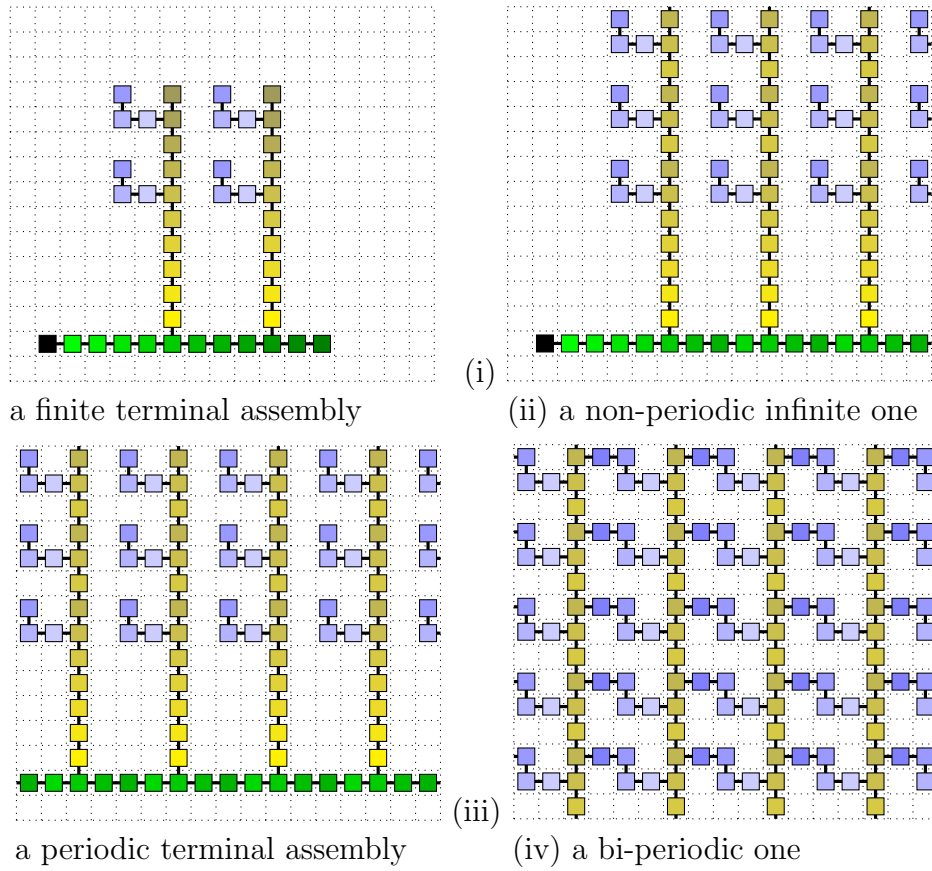 (i)
a finite terminal assembly
(ii) a non-periodic infinite one
(iii)
a periodic terminal assembly
(iv) a bi-periodic one